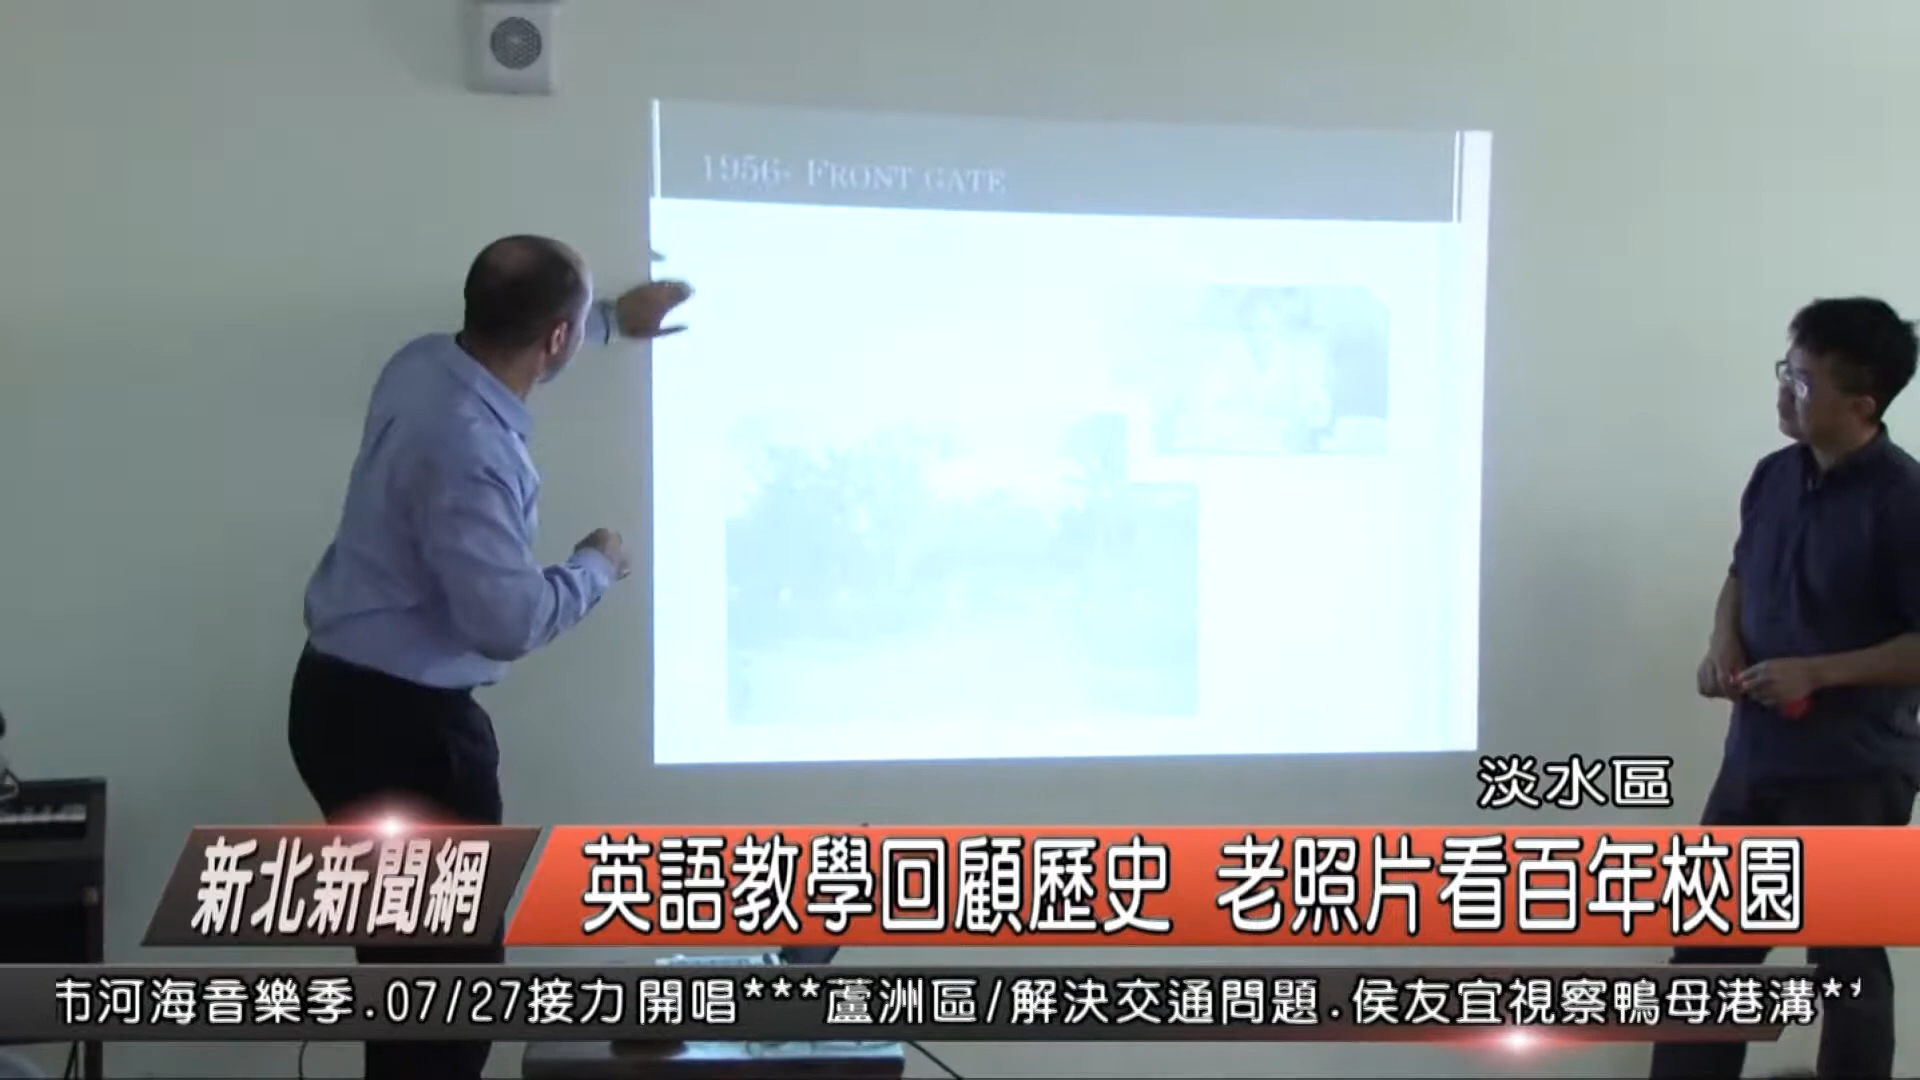 1956- FRONT GATE
淡水區
新北新聞網
英語教學回顧歷史 老照片看百年校園
市河海音樂季.07/27接力開唱***蘆洲區/解決交通問題.侯友宜視察鴨母港溝**